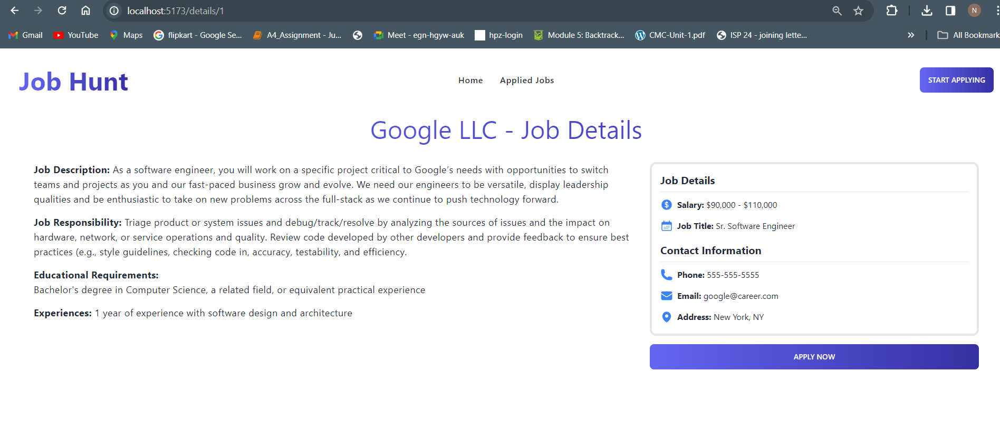 localhost:5173/details/1
N
Gmail
YouTube
Maps
flipkart - Google Se...
A4_Assignment - Ju...
Meet - egn-hgyw-auk
hpz-login
Module 5: Backtrack...
CMC-Unit-1.pdf
ISP 24 - joining lette...
All Bookmark
Job Hunt
Home
Applied Jobs
START APPLYING
Google LLC - Job Details
Job Description: As a software engineer, you will work on a specific project critical to Google’s needs with opportunities to switch
teams and projects as you and our fast-paced business grow and evolve. We need our engineers to be versatile, display leadership
qualities and be enthusiastic to take on new problems across the full-stack as we continue to push technology forward.
Job Responsibility: Triage product or system issues and debug/track/resolve by analyzing the sources of issues and the impact on
hardware, network, or service operations and quality. Review code developed by other developers and provide feedback to ensure best
practices (e.g., style guidelines, checking code in, accuracy, testability, and efficiency.
Educational Requirements:
Bachelor's degree in Computer Science, a related field, or equivalent practical experience
Experiences: 1 year of experience with software design and architecture
Job Details
Salary: $90,000 - $110,000
Job Title: Sr. Software Engineer
Contact Information
Phone: 555-555-5555
Email: google@career.com
Address: New York, NY
APPLY NOW